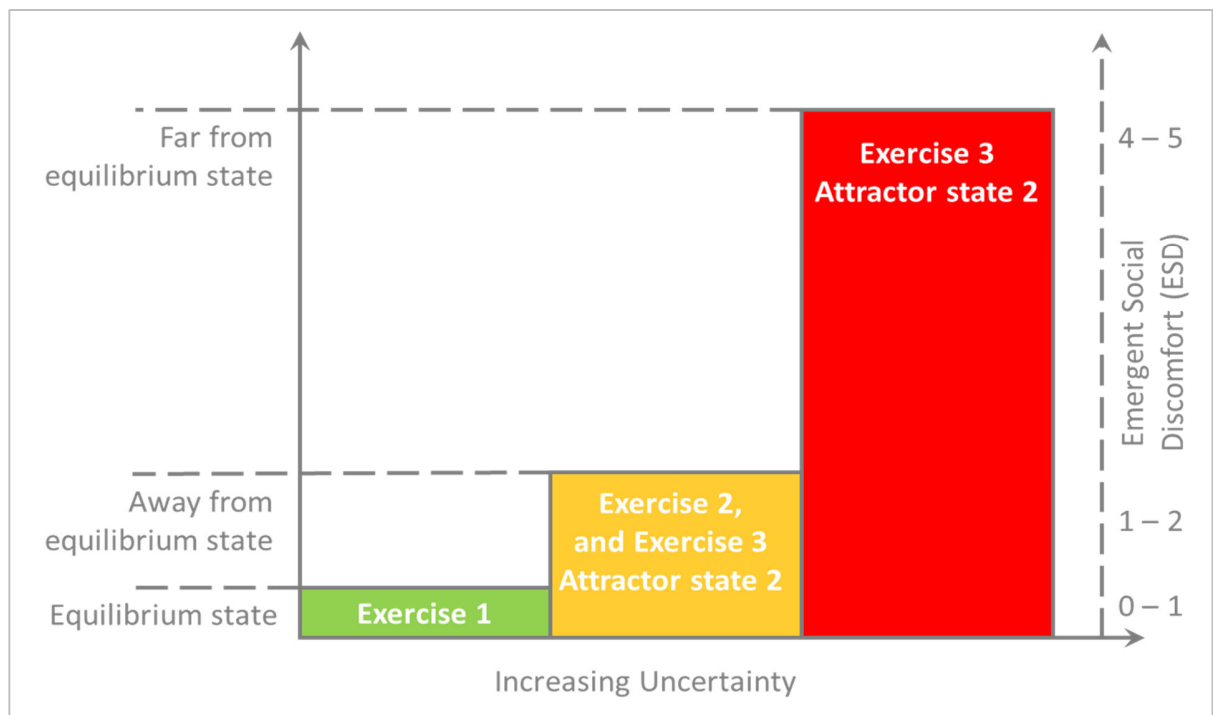 Far from
equilibrium state
Away from
equilibrium state
Equilibrium state
Exercise 1
Exercise 2,
and Exercise 3
Attractor state 2
Exercise 3
Attractor state 2
4 – 5
1 – 2
0 – 1
Emergent Social
Discomfort (ESD)
Increasing Uncertainty